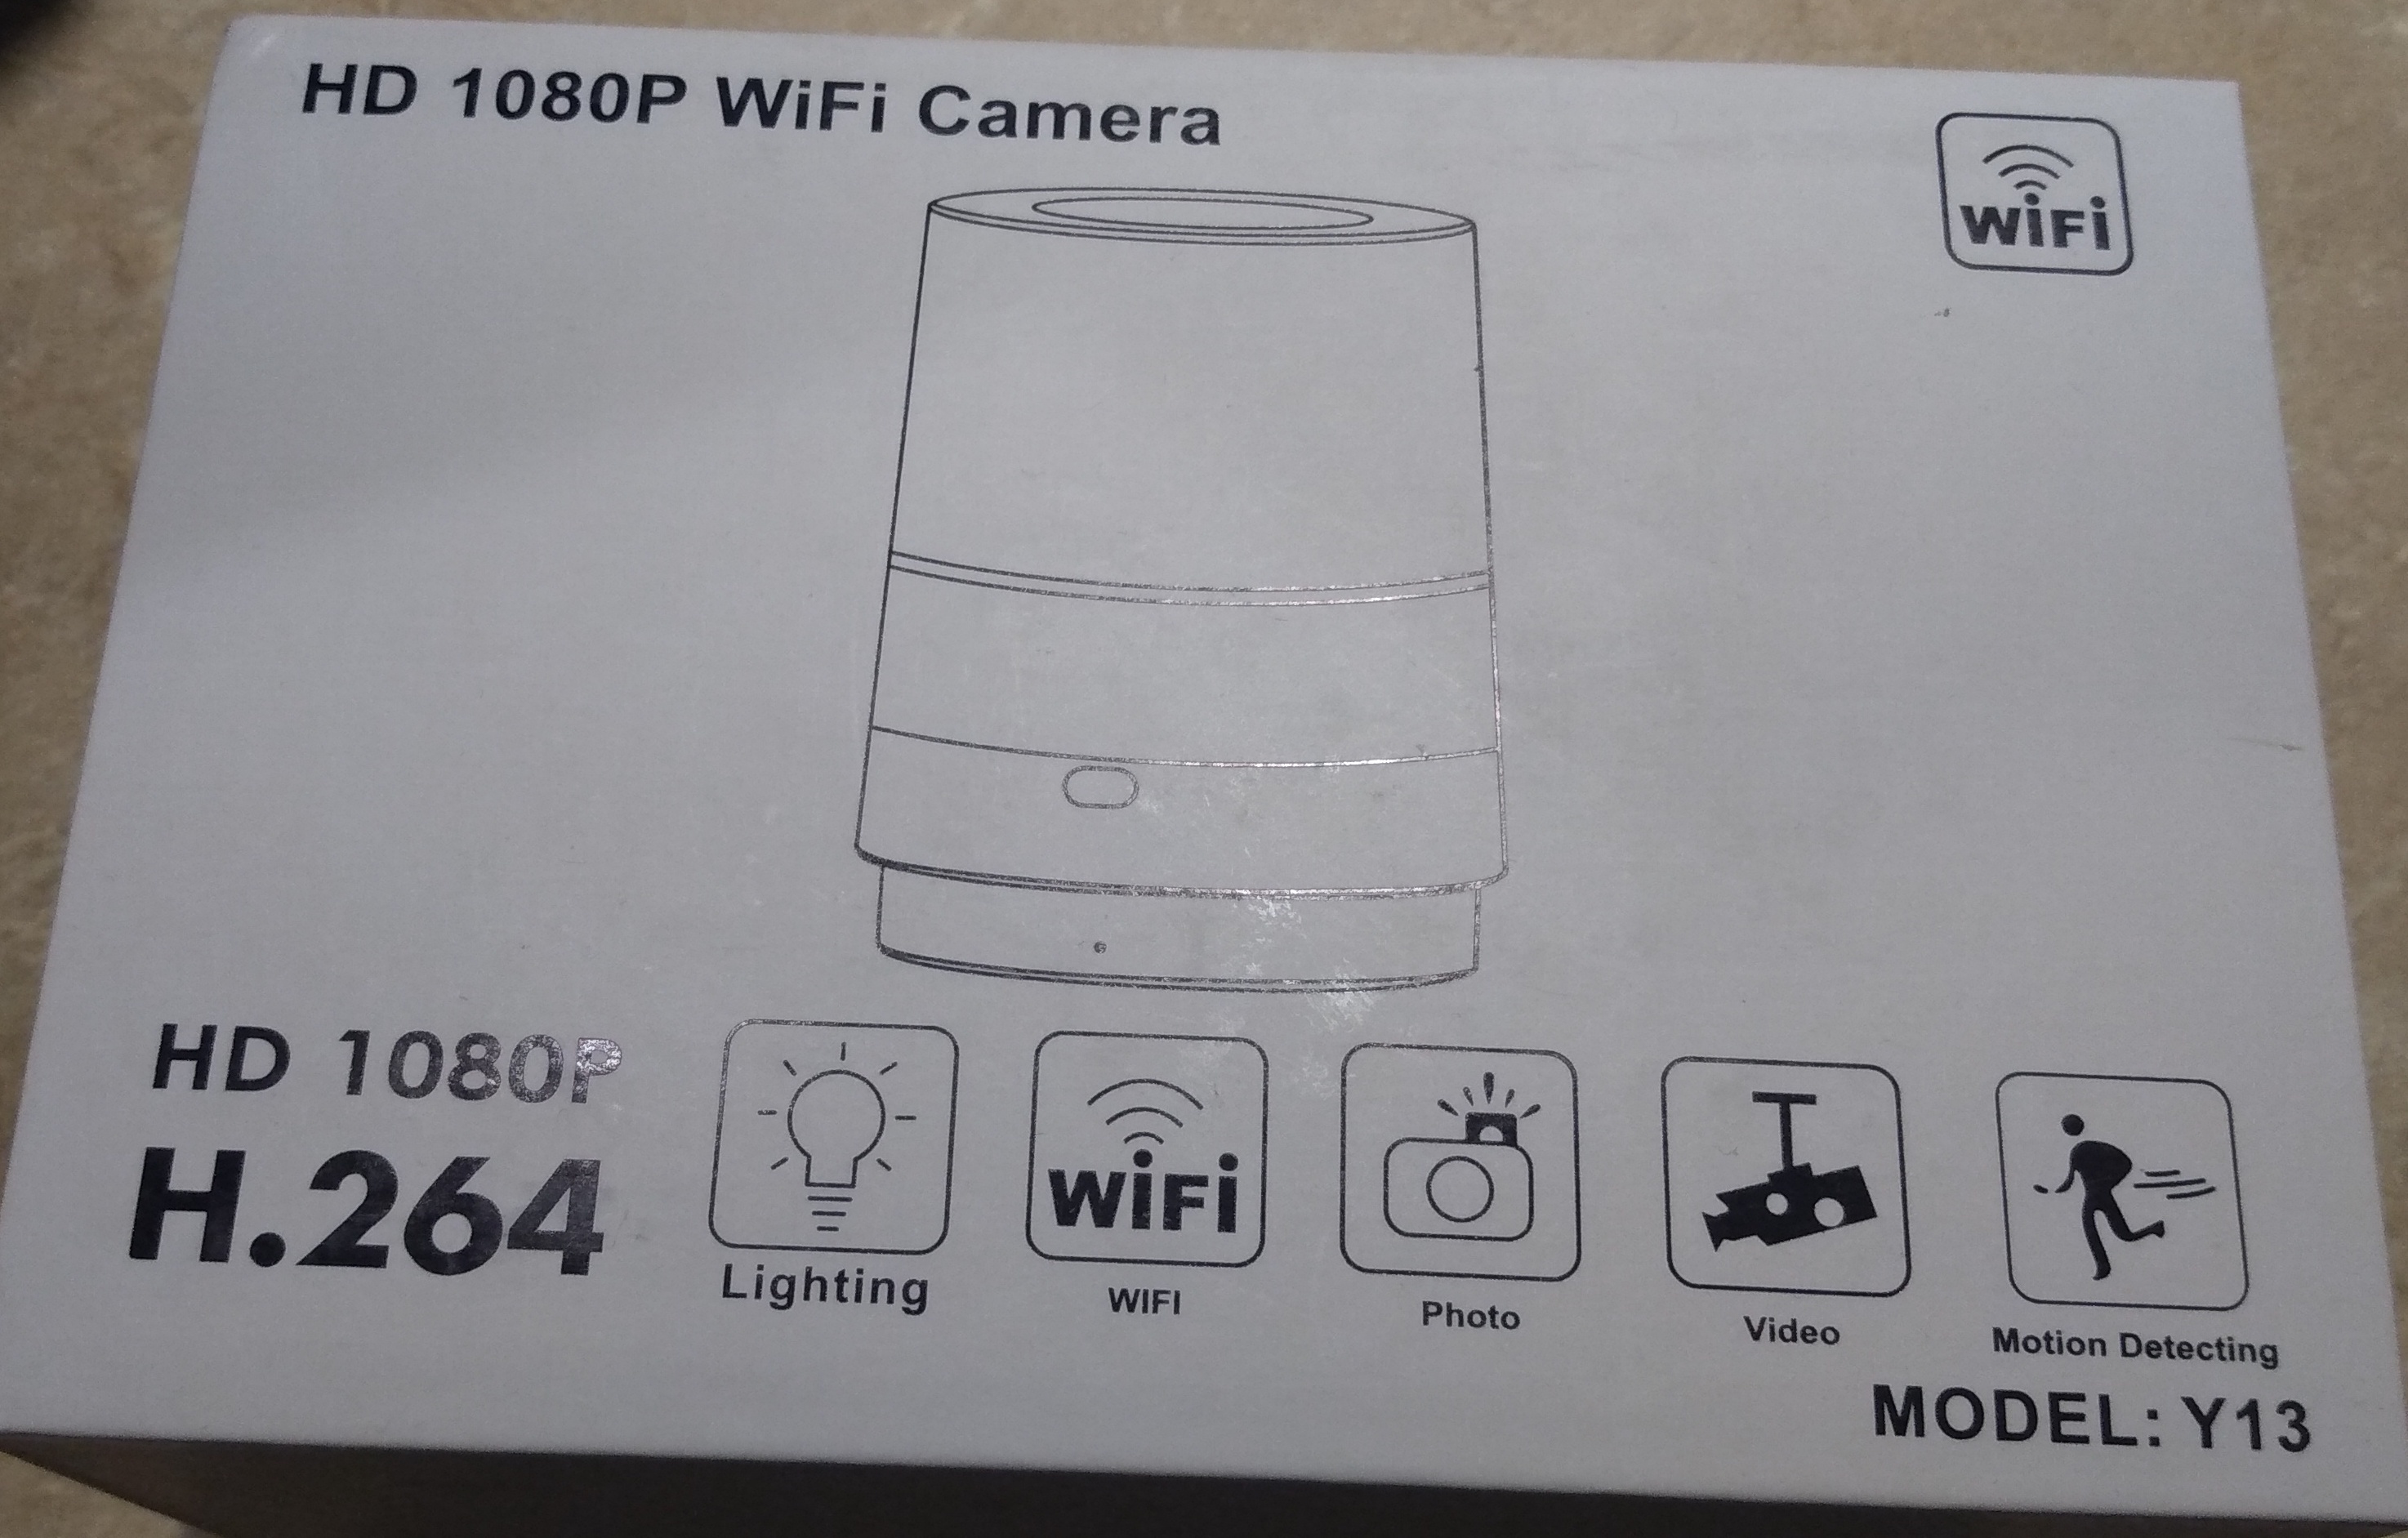 HD 1080P WiFi Camera
WiFi
HD 1080P
H.264
WiFi
Lighting
WIFI
Photo
Video
Motion Detecting
MODEL: Y13